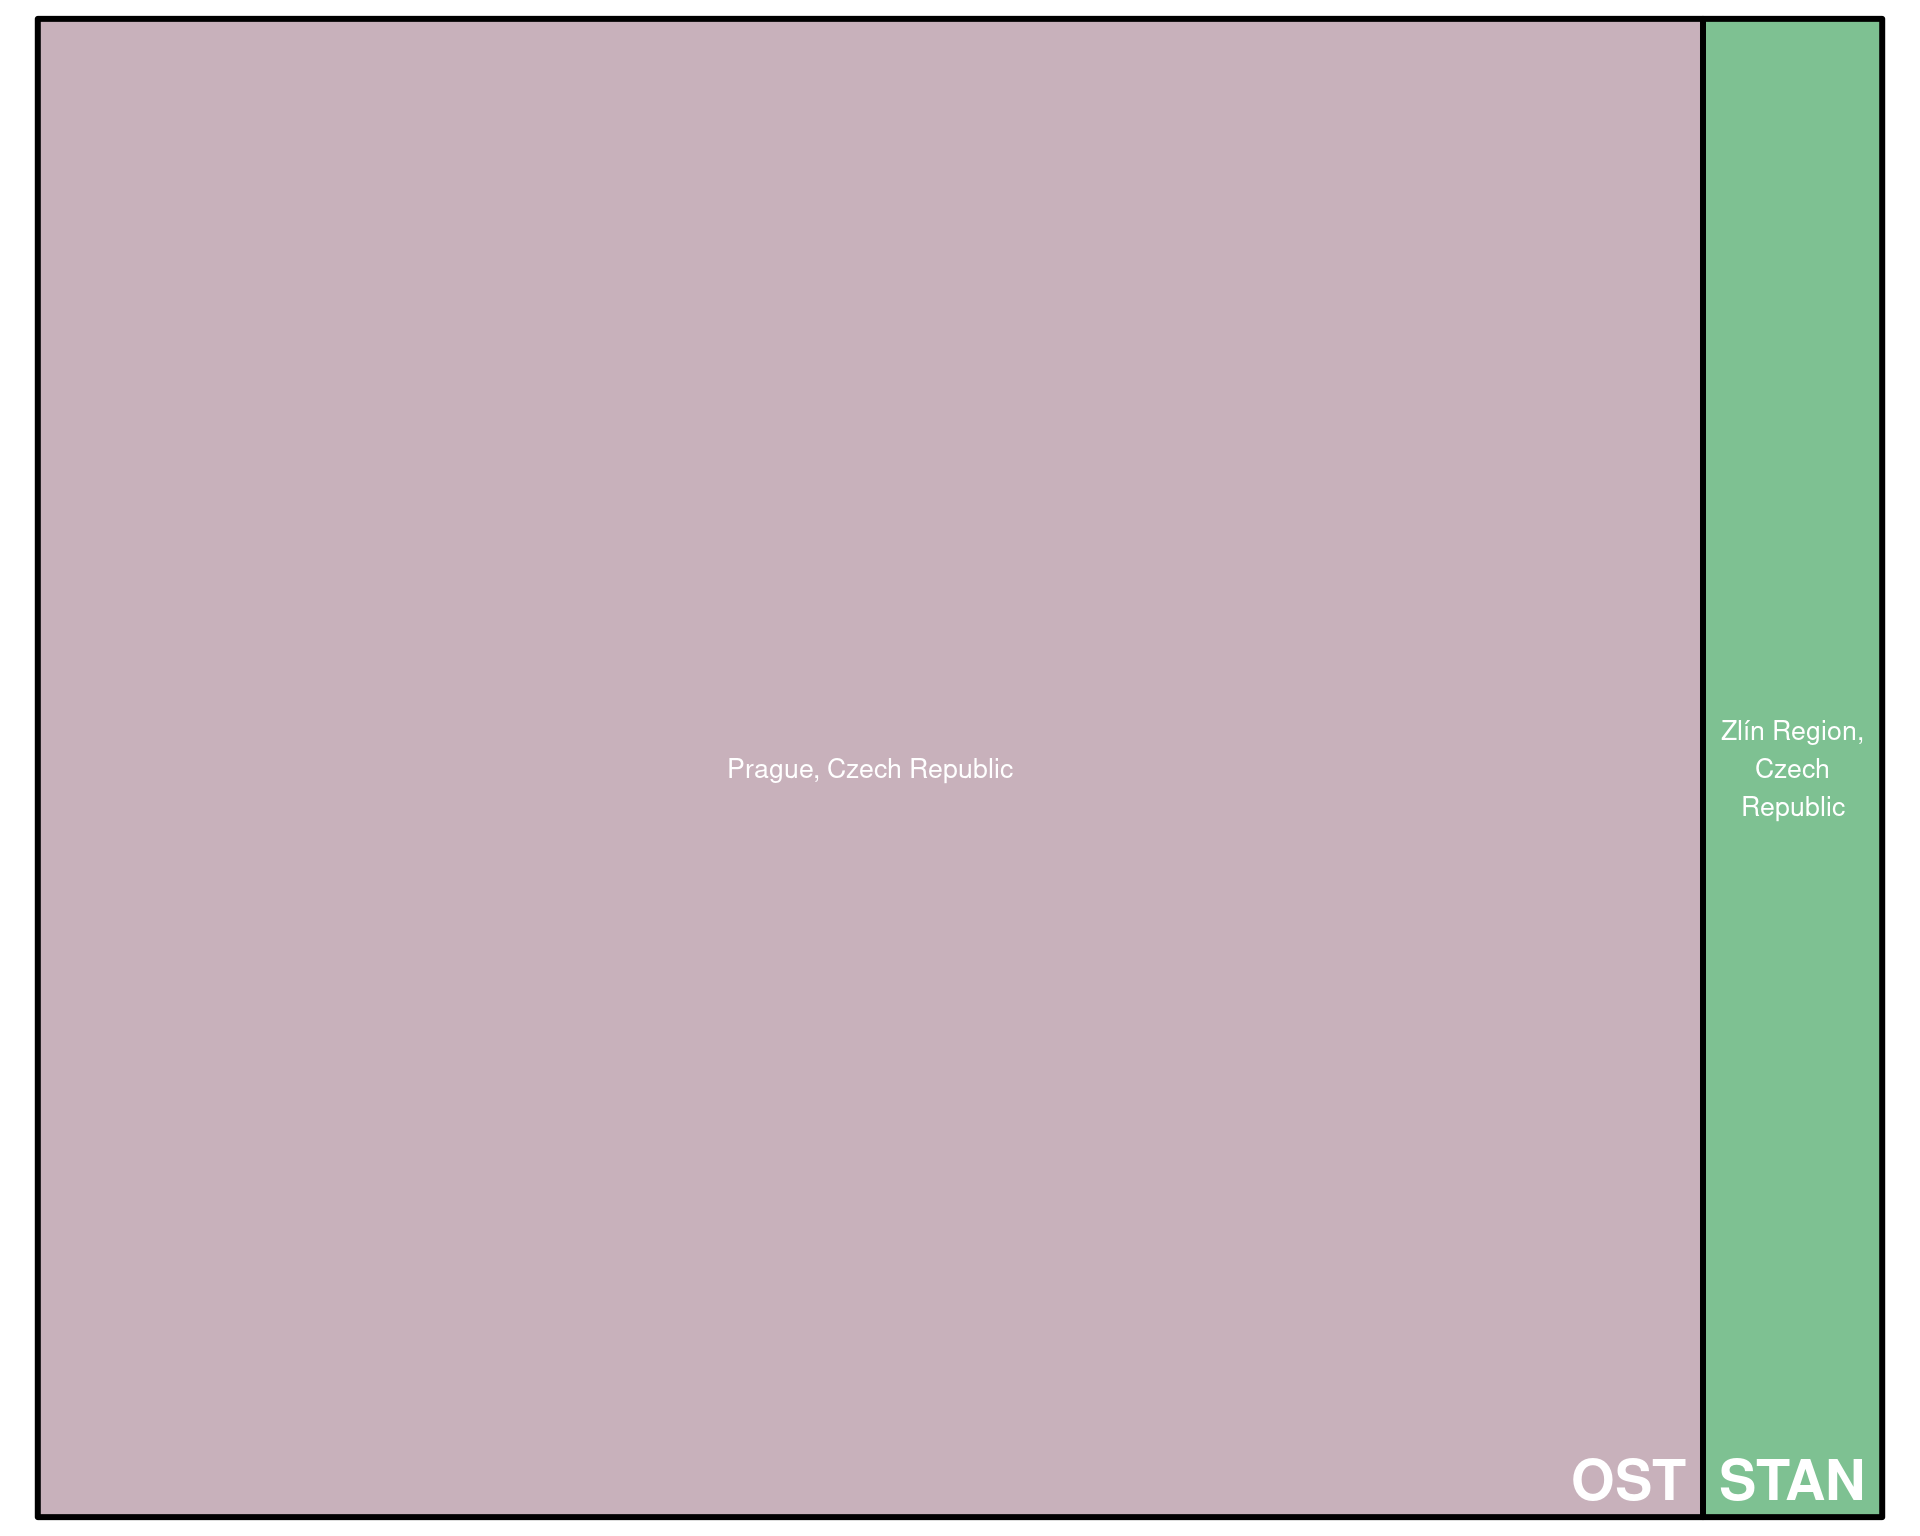 Prague, Czech Republic
Zlín Region,
Czech
Republic
OST
STAN